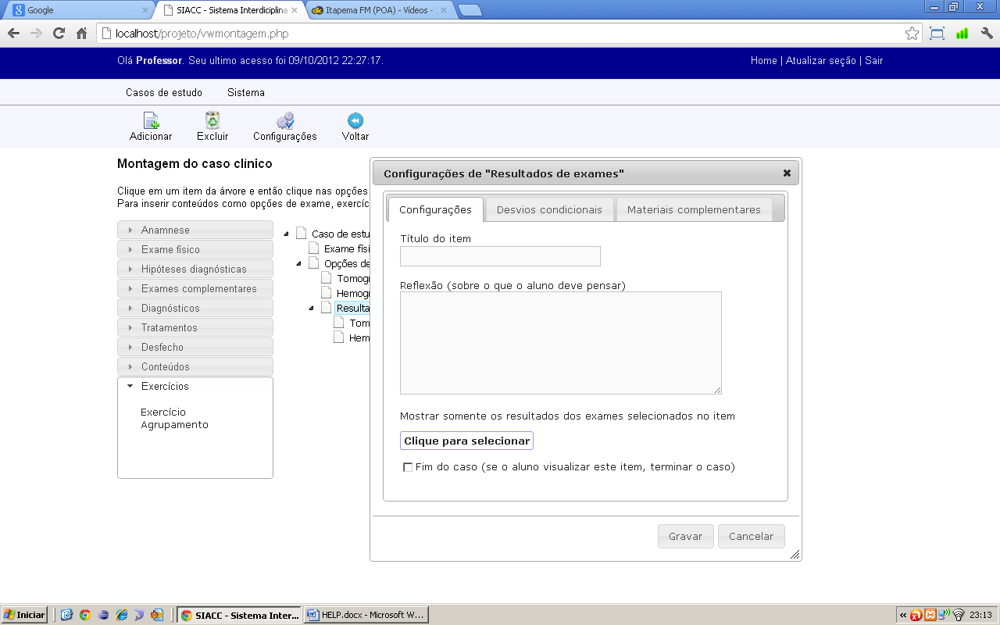 Google
SIACC - Sistema Interdiciplina
Itapema FM (POA) - Vídeos -
localhost/projeto/vwmontagem.php
Olá Professor. Seu ultimo acesso foi 09/10/2012 22:27:17.
Home | Atualizar seção | Sair
Casos de estudo Sistema
Adicionar Excluir Configurações Voltar
Montagem do caso clínico
Clique em um item da árvore e então clique nas opções
Para inserir conteúdos como opções de exame, exercíc
Anamnese
Exame físico
Hipóteses diagnósticas
Exames complementares
Diagnósticos
Tratamentos
Desfecho
Conteúdos
Exercícios
Exercício
Agrupamento
Caso de estu
Exame físi
Opções de
Tomogr
Hemogr
Resulta
Tom
Hem
Configurações de "Resultados de exames"
Configurações Desvios condicionais Materiais complementares
Título do item
Reflexão (sobre o que o aluno deve pensar)
Mostrar somente os resultados dos exames selecionados no item
Clique para selecionar
Fim do caso (se o aluno visualizar este item, terminar o caso)
Gravar Cancelar
Iniciar
SIACC - Sistema Inter...
HELP.docx - Microsoft W...
23:13